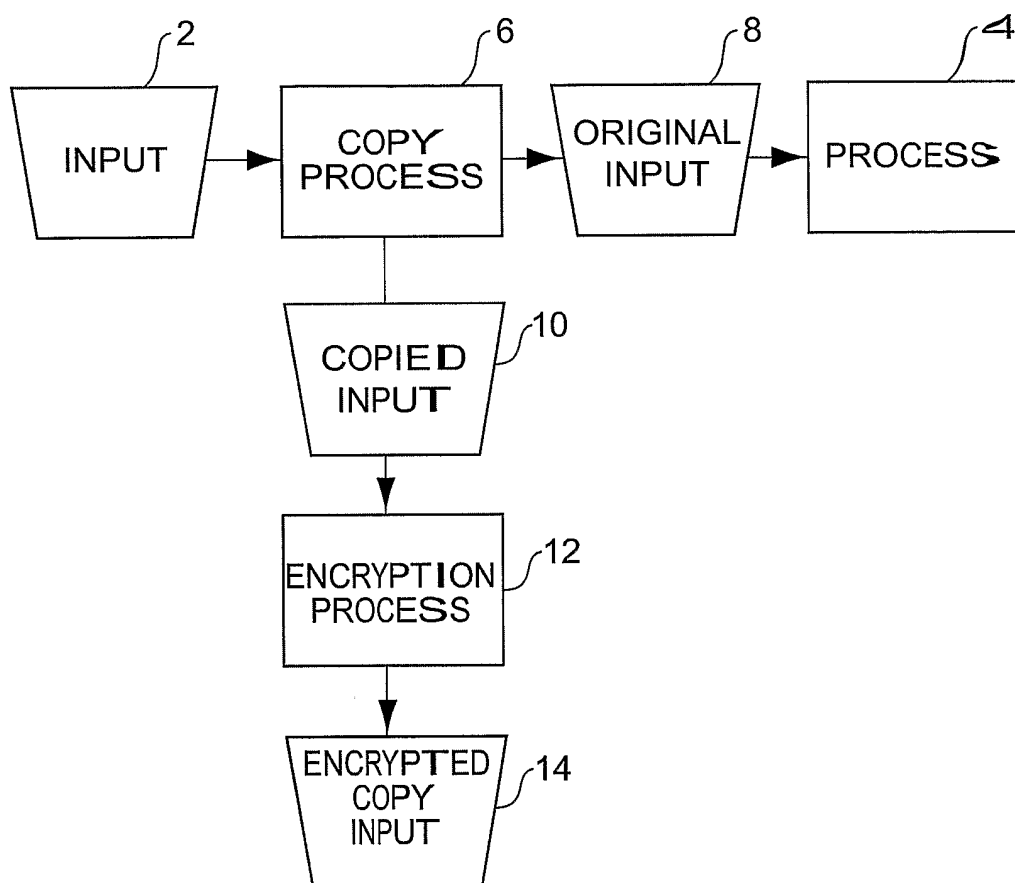 2
6
8
4
INPUT
COPY
PROCESS
ORIGINAL
INPUT
PROCESS
10
COPIED
INPUT
12
ENCRYPTION
PROCESS
14
ENCRYPTED
COPY
INPUT